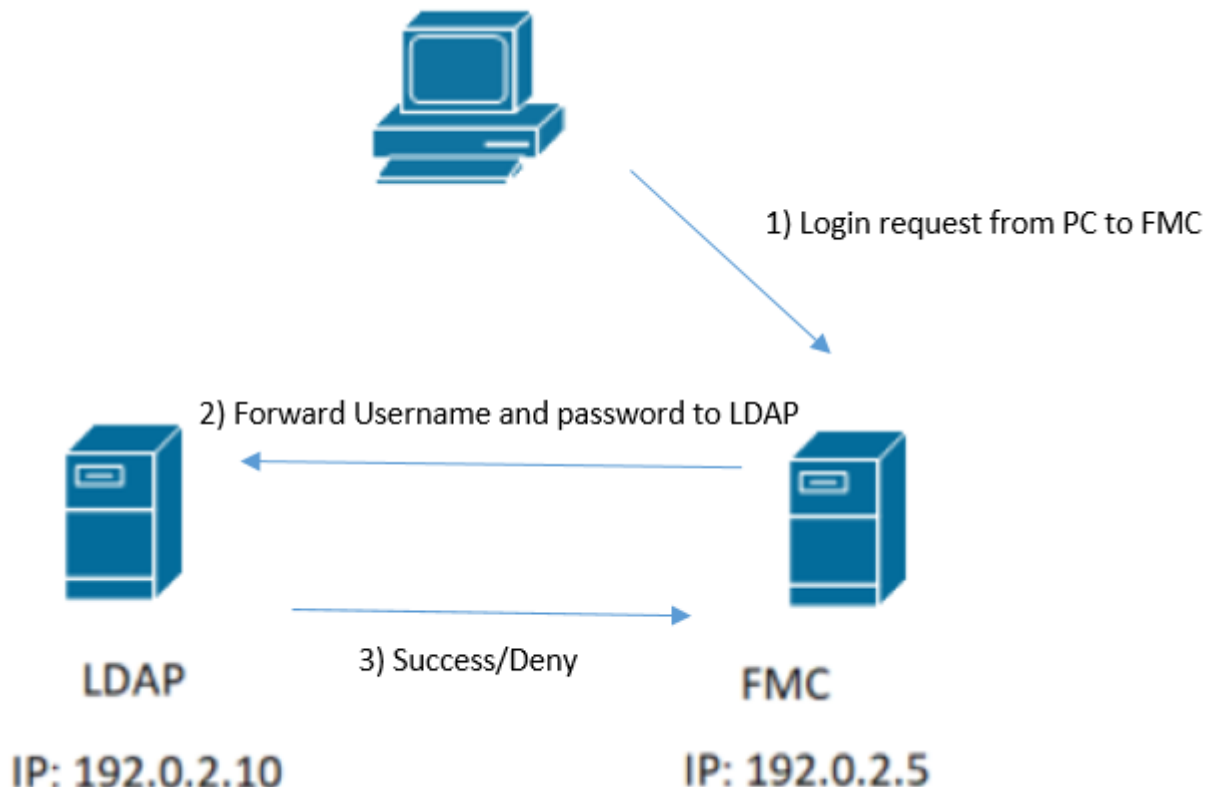 1) Login request from PC to FMC
2) Forward Username and password to LDAP
3) Success/Deny
LDAP
FMC
IP: 192.0.2.10
IP: 192.0.2.5